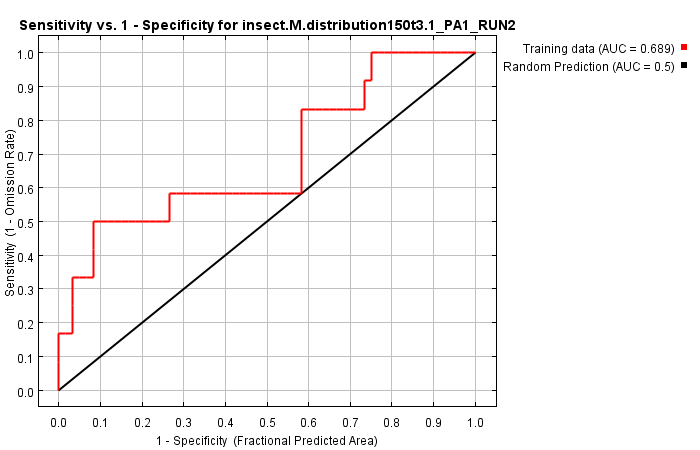 Sensitivity vs. 1 - Specificity for insect.M.distribution150t3.1_PA1_RUN2
Training data (AUC = 0.689)
Random Prediction (AUC = 0.5)
Sensitivity (1 - Omission Rate)
1.0
0.9
0.8
0.7
0.6
0.5
0.4
0.3
0.2
0.1
0.0
0.0 0.1 0.2 0.3 0.4 0.5 0.6 0.7 0.8 0.9 1.0
1 - Specificity (Fractional Predicted Area)